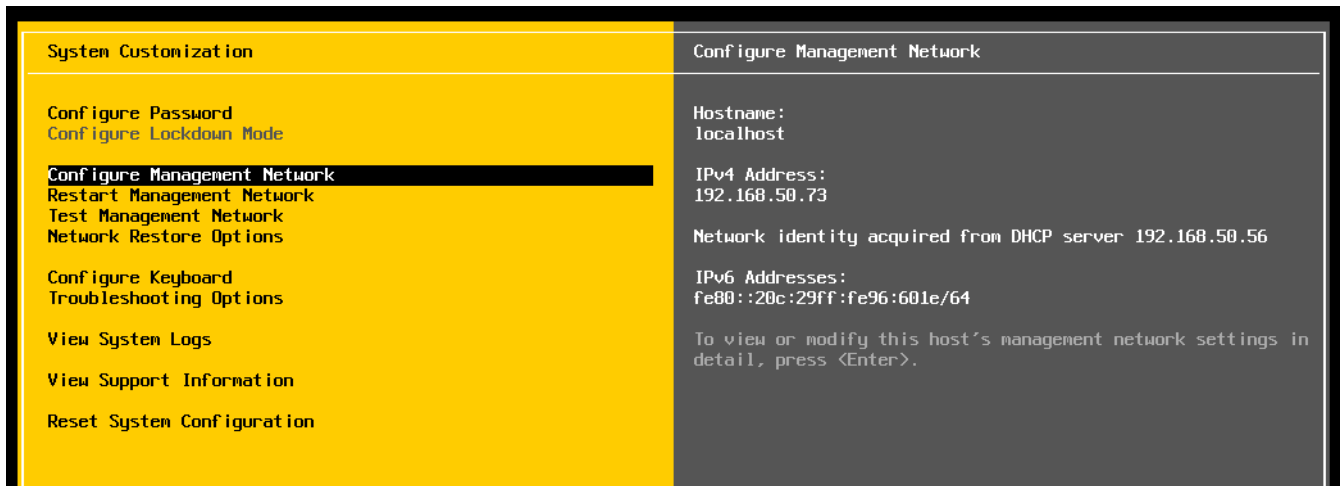 System Customization
Configure Password
Configure Lockdown Mode
Configure Management Network
Restart Management Network
Test Management Network
Network Restore Options
Configure Keyboard
Troubleshooting Options
View System Logs
View Support Information
Reset System Configuration
Configure Management Network
Hostname:
localhost
IPv4 Address:
192.168.50.73
Network identity acquired from DHCP server 192.168.50.56
IPv6 Addresses:
fe80::20c:29ff:fe96:601e/64
To view or modify this host's management network settings in
detail, press <Enter>.